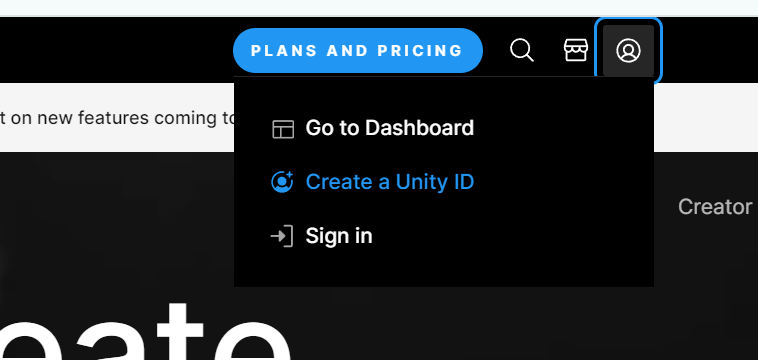 PLANS AND PRICING
t on new features coming to
Go to Dashboard
Create a Unity ID
Sign in
Creator
eate